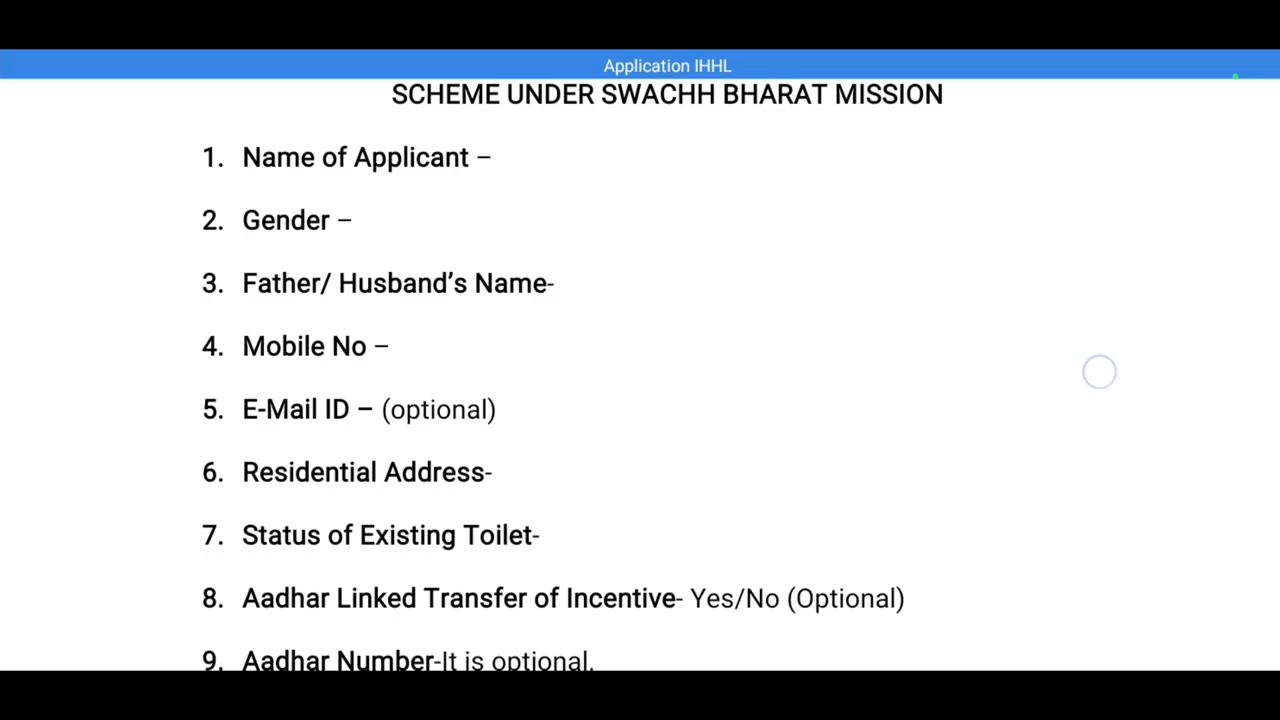 Application IHHL
SCHEME UNDER SWACHH BHARAT MISSION
1. Name of Applicant –
2. Gender –
3. Father/ Husband’s Name-
4. Mobile No –
5. E-Mail ID – (optional)
6. Residential Address-
7. Status of Existing Toilet-
8. Aadhar Linked Transfer of Incentive- Yes/No (Optional)
9. Aadhar Number-It is optional.